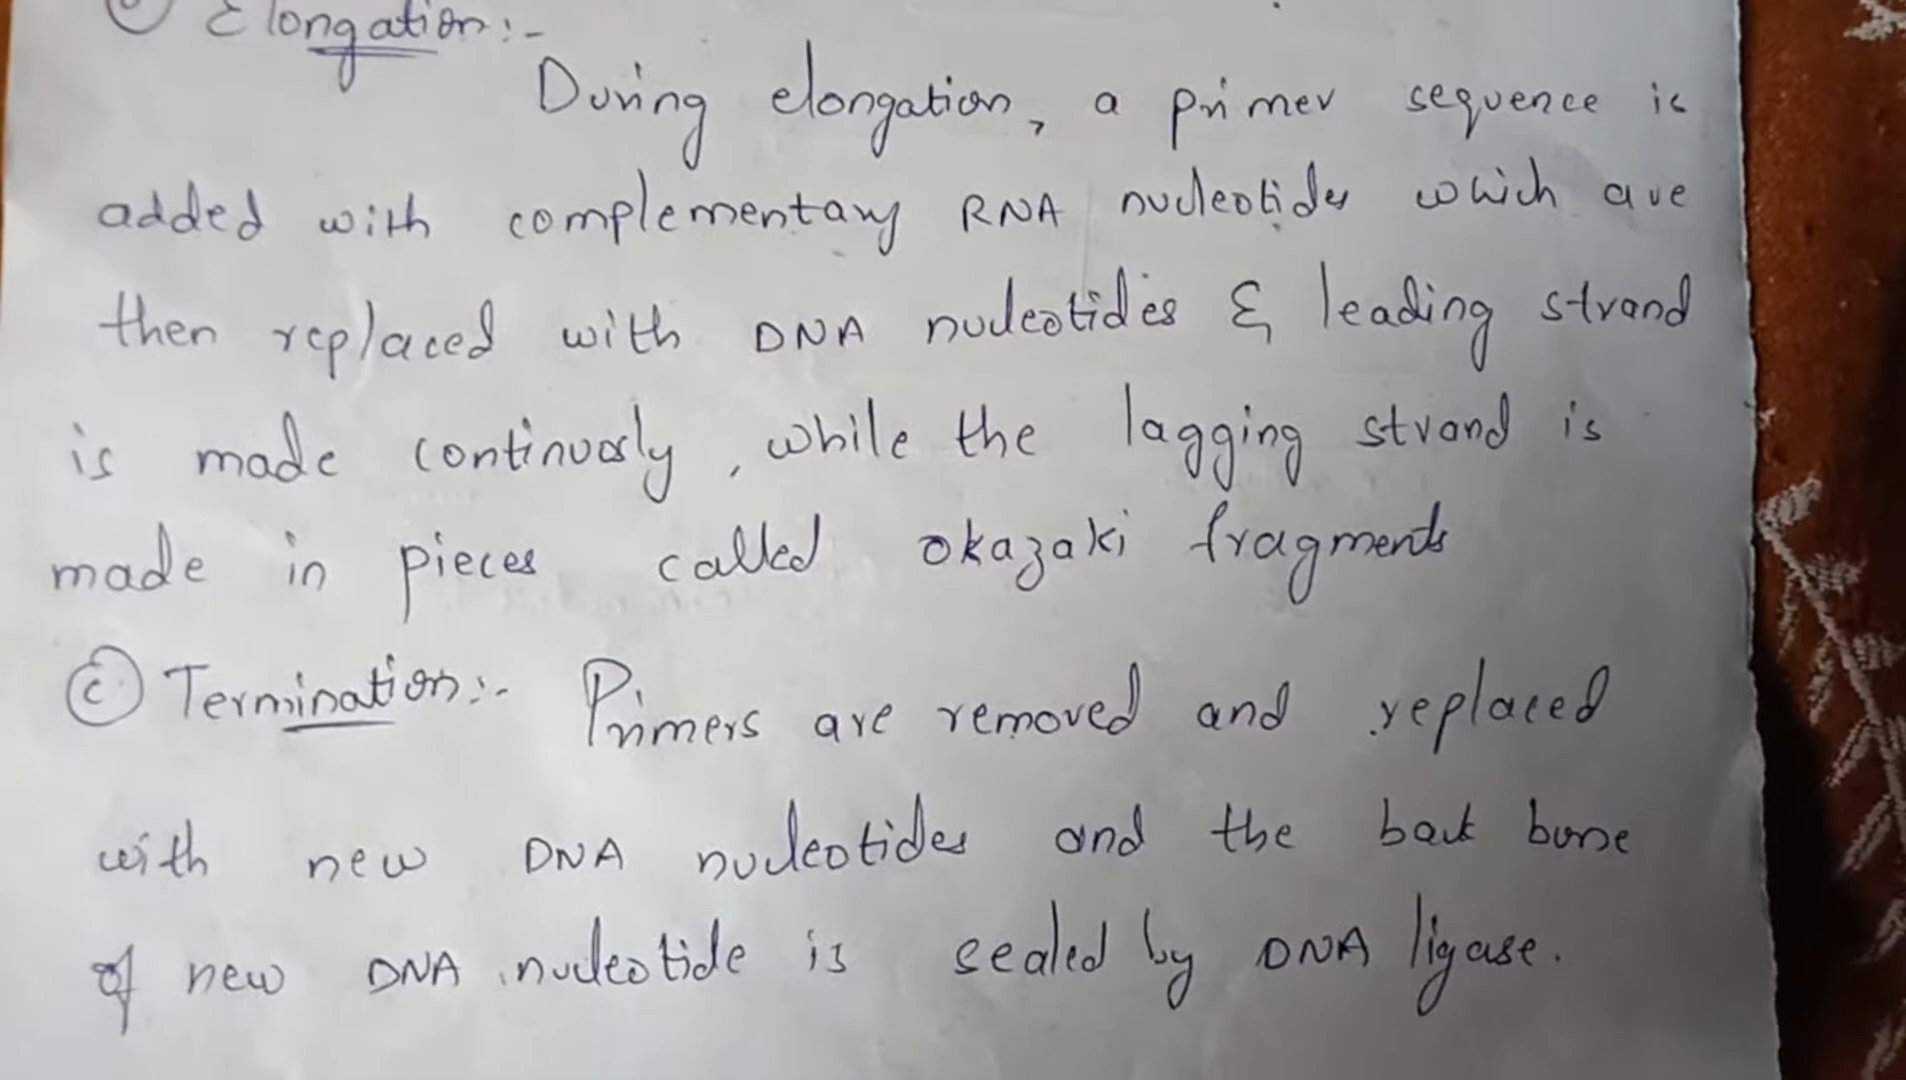 Elongation :-
During elongation, a primer sequence is
added with complementary RNA nucleotides which are
then replaced with DNA nucleotides & leading strand
is made continuosly, while the lagging strand is
made in pieces called okazaki fragments
(c) Termination :- Primers are removed and replaced
with new DNA nucleotides and the back bone
of new DNA nucleotide is sealed by DNA ligase.